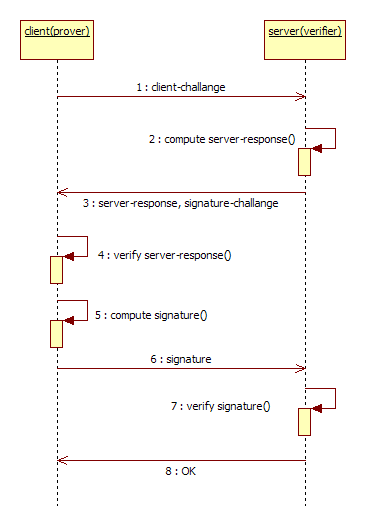 client(prover)
server(verifier)
1 : client-challange
2 : compute server-response()
3 : server-response, signature-challange
4 : verify server-response()
5 : compute signature()
6 : signature
7 : verify signature()
8 : OK